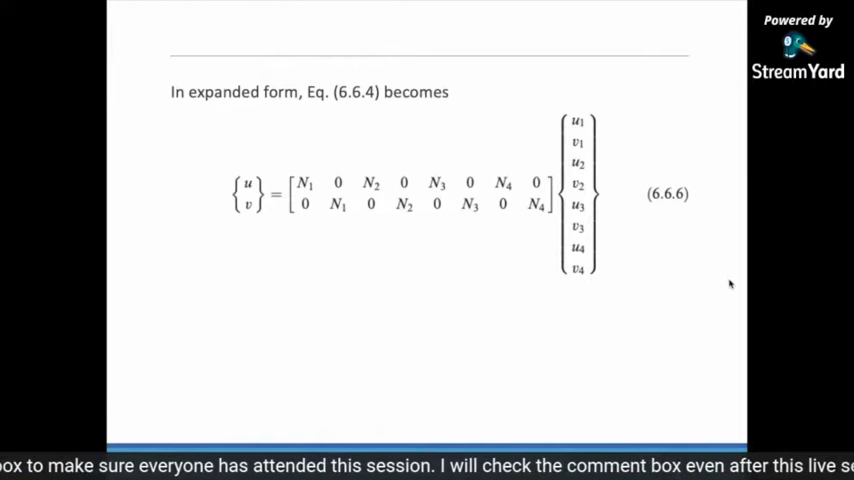 Powered by
StreamYard
In expanded form, Eq. (6.6.4) becomes
{u v} = [N1 0 N2 0 N3 0 N4 0
0 N1 0 N2 0 N3 0 N4] {u1 v1 u2 v2 u3 v3 u4 v4} (6.6.6)
ox to make sure everyone has attended this session. I will check the comment box even after this live se